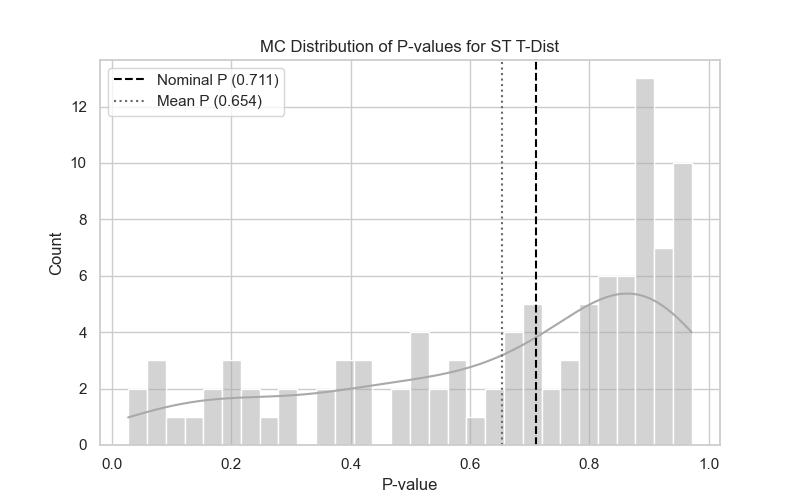 MC Distribution of P-values for ST T-Dist
Nominal P (0.711)
Mean P (0.654)
Count
12
10
8
6
4
2
0
0.0 0.2 0.4 0.6 0.8 1.0
P-value